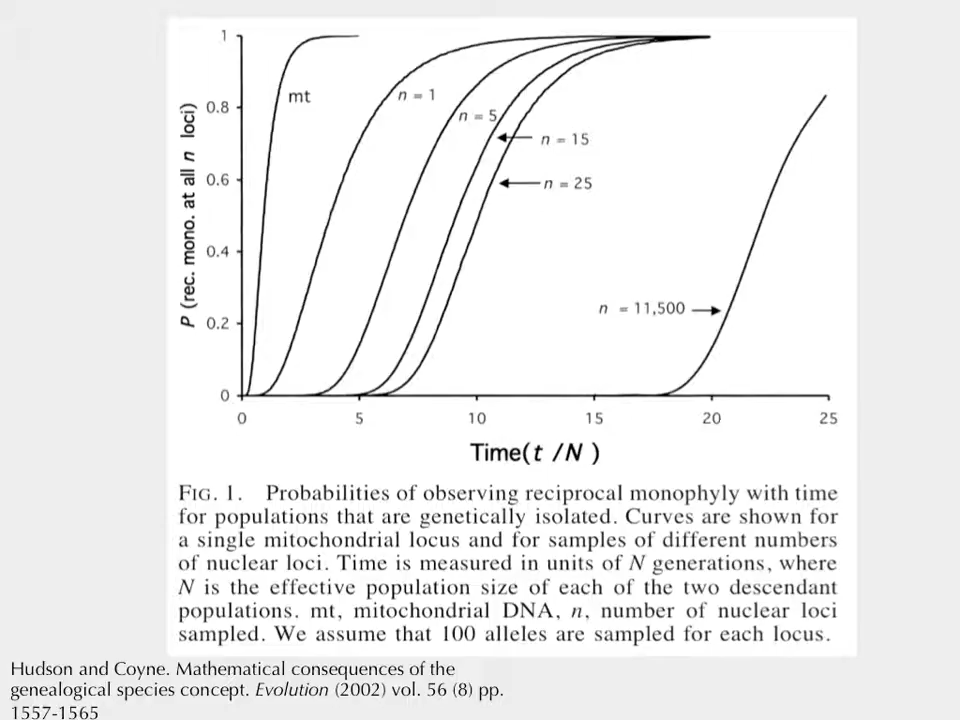 1
0.8
0.6
0.4
0.2
0
P (rec. mono. at all n loci)
mt
n = 1
n = 5
n = 15
n = 25
n = 11,500
0 5 10 15 20 25
Time(t /N )
FIG. 1. Probabilities of observing reciprocal monophyly with time
for populations that are genetically isolated. Curves are shown for
a single mitochondrial locus and for samples of different numbers
of nuclear loci. Time is measured in units of N generations, where
N is the effective population size of each of the two descendant
populations. mt, mitochondrial DNA, n, number of nuclear loci
sampled. We assume that 100 alleles are sampled for each locus.
Hudson and Coyne. Mathematical consequences of the
genealogical species concept. Evolution (2002) vol. 56 (8) pp.
1557-1565